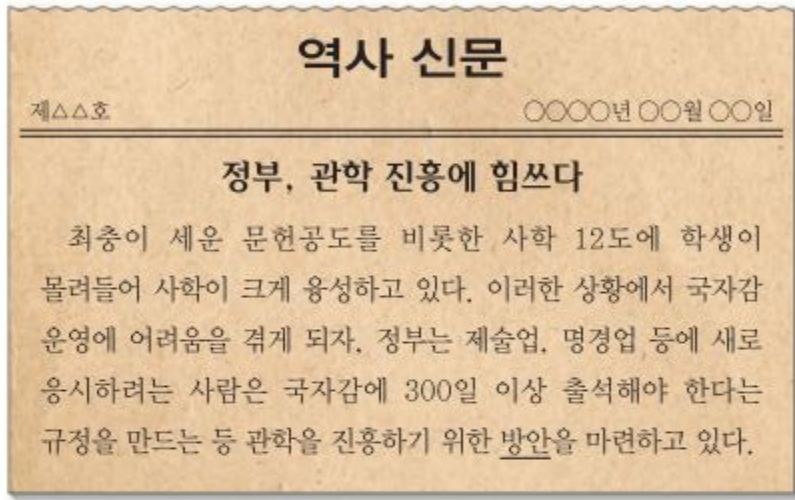 역사 신문
제△△호 ○○○○년 ○○월 ○○일
정부, 관학 진흥에 힘쓰다
최충이 세운 문헌공도를 비롯한 사학 12도에 학생이
몰려들어 사학이 크게 융성하고 있다. 이러한 상황에서 국자감
운영에 어려움을 겪게 되자, 정부는 제술업, 명경업 등에 새로
응시하려는 사람은 국자감에 300일 이상 출석해야 한다는
규정을 만드는 등 관학을 진흥하기 위한 방안을 마련하고 있다.